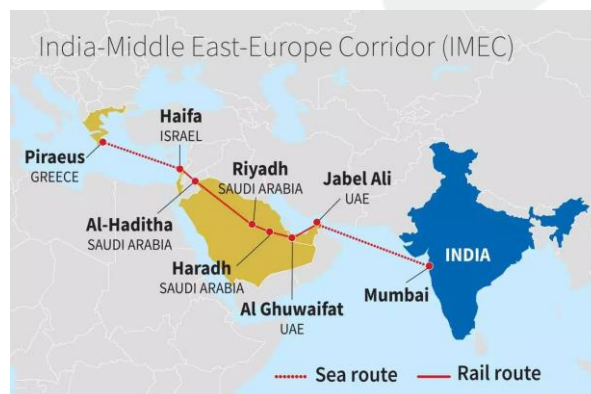 India-Middle East-Europe Corridor (IMEC)
Haifa
ISRAEL
Piraeus
GREECE
Riyadh
SAUDI ARABIA
Jabel Ali
UAE
Al-Haditha
SAUDI ARABIA
Haradh
SAUDI ARABIA
Al Ghuwaifat
UAE
INDIA
Mumbai
Sea route
Rail route